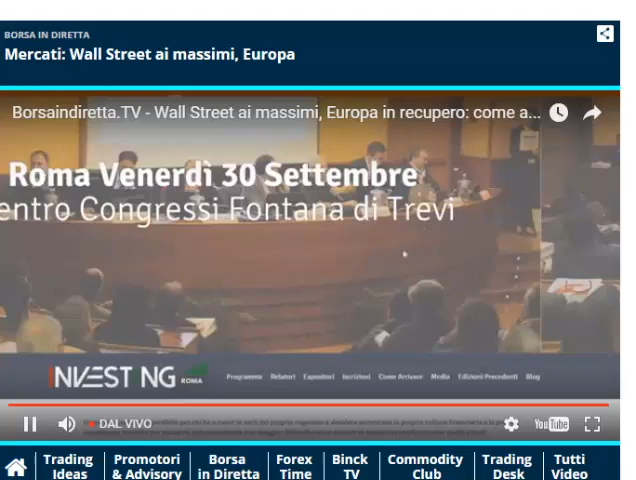 BORSA IN DIRETTA
Mercati: Wall Street ai massimi, Europa
Borsaindiretta.TV - Wall Street ai massimi, Europa in recupero: come a...
Roma Venerdì 30 Settembre
entro Congressi Fontana di Trevi
INVESTING ROMA
Programma Relatori Espositori Iscrizioni Come Arrivare Media Edizioni Precedenti Blog
DAL VIVO
YouTube
Trading Ideas
Promotori & Advisory
Borsa in Diretta
Forex Time
Binck TV
Commodity Club
Trading Desk
Tutti Video